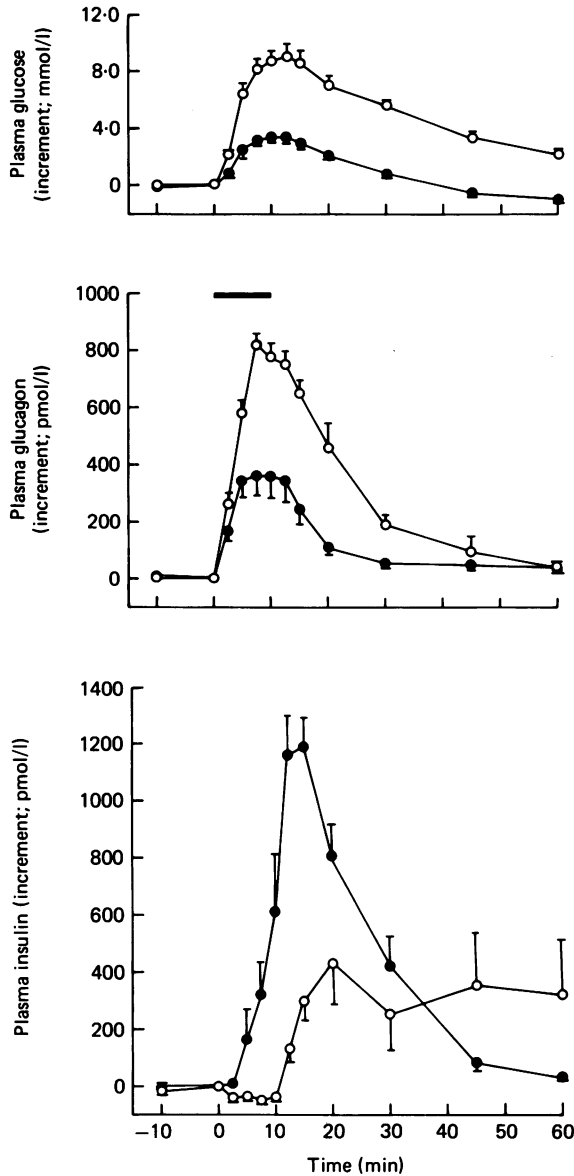 Plasma glucose
(increment; mmol/l)
12·0
8·0
4·0
0
Plasma glucagon
(increment; pmol/l)
1000
800
600
400
200
0
Plasma insulin (increment; pmol/l)
1400
1200
1000
800
600
400
200
0
−10 0 10 20 30 40 50 60
Time (min)